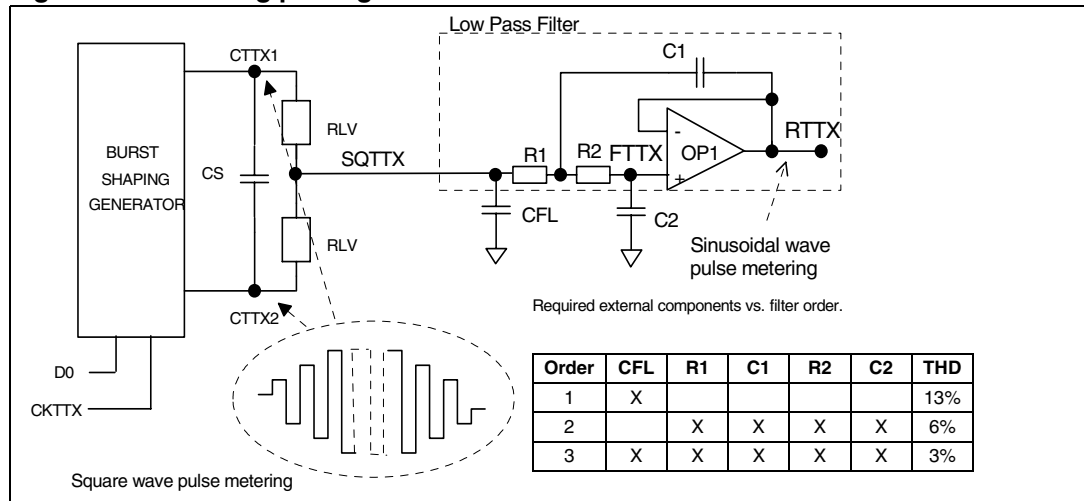 Low Pass Filter
CTTX1
C1
RLV
BURST
SHAPING
GENERATOR
CS
SQTTX
R1
R2
FTTX
-
+
OP1
RTTX
CFL
C2
RLV
Sinusoidal wave
pulse metering
CTTX2
Required external components vs. filter order.
D0
CKTTX
Order CFL R1 C1 R2 C2 THD
1 X 13%
2 X X X X 6%
3 X X X X X 3%
Square wave pulse metering